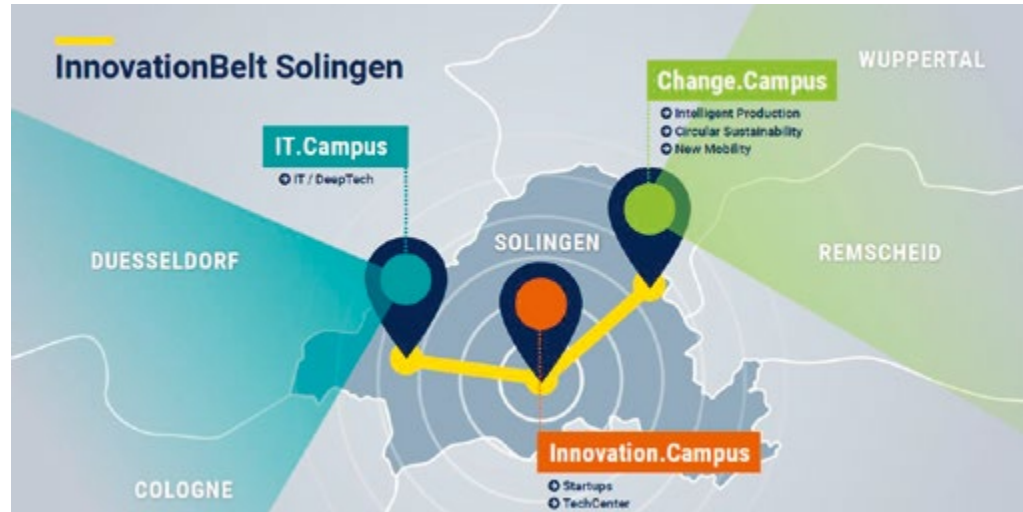 InnovationBelt Solingen
WUPPERTAL
Change.Campus
Intelligent Production
Circular Sustainability
New Mobility
IT.Campus
IT / DeepTech
SOLINGEN
DUESSELDORF
REMSCHEID
Innovation.Campus
Startups
TechCenter
COLOGNE